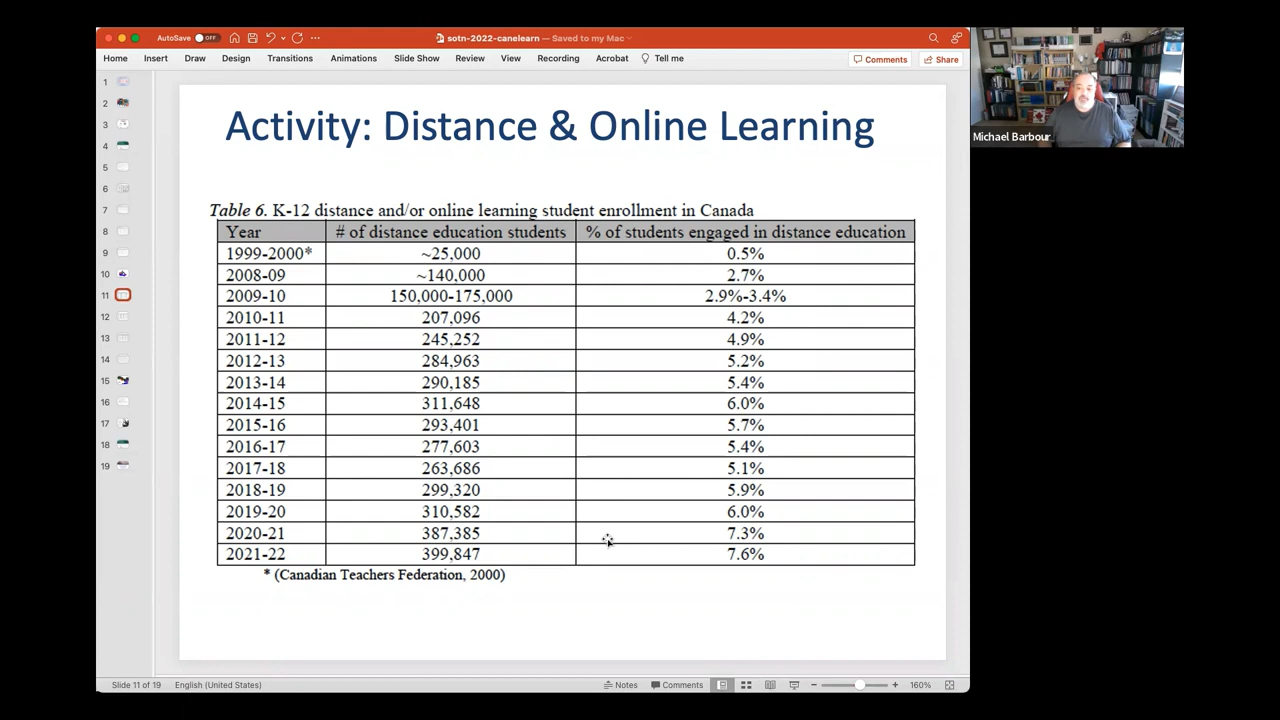 AutoSave OFF
sotn-2022-canelearn — Saved to my Mac
Home Insert Draw Design Transitions Animations Slide Show Review View Recording Acrobat Tell me
Comments Share
Activity: Distance & Online Learning
Table 6. K-12 distance and/or online learning student enrollment in Canada
Year # of distance education students % of students engaged in distance education
1999-2000* ~25,000 0.5%
2008-09 ~140,000 2.7%
2009-10 150,000-175,000 2.9%-3.4%
2010-11 207,096 4.2%
2011-12 245,252 4.9%
2012-13 284,963 5.2%
2013-14 290,185 5.4%
2014-15 311,648 6.0%
2015-16 293,401 5.7%
2016-17 277,603 5.4%
2017-18 263,686 5.1%
2018-19 299,320 5.9%
2019-20 310,582 6.0%
2020-21 387,385 7.3%
2021-22 399,847 7.6%
* (Canadian Teachers Federation, 2000)
1
2
3
4
5
6
7
8
9
10
11
12
13
14
15
16
17
18
19
Slide 11 of 19 English (United States)
Notes Comments 160%
Michael Barbour